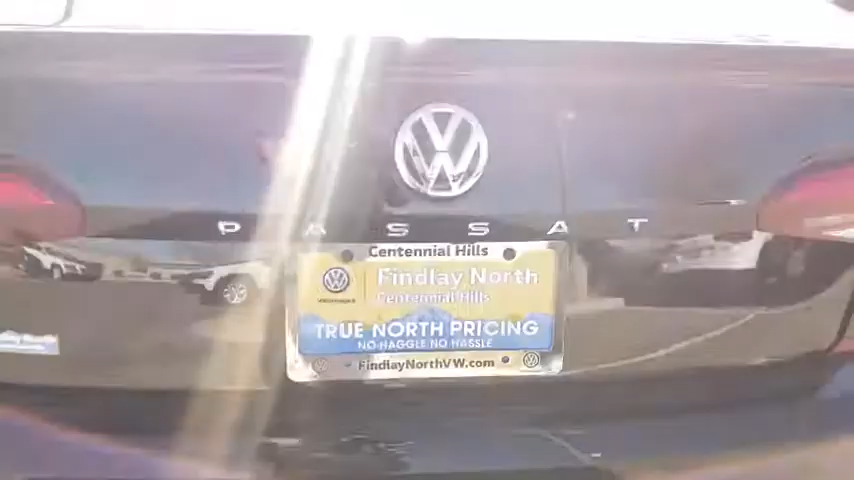 PASSAT
Centennial Hills
Findlay North
Centennial Hills
TRUE NORTH PRICING
NO HAGGLE NO HASSLE
FindlayNorthVW.com